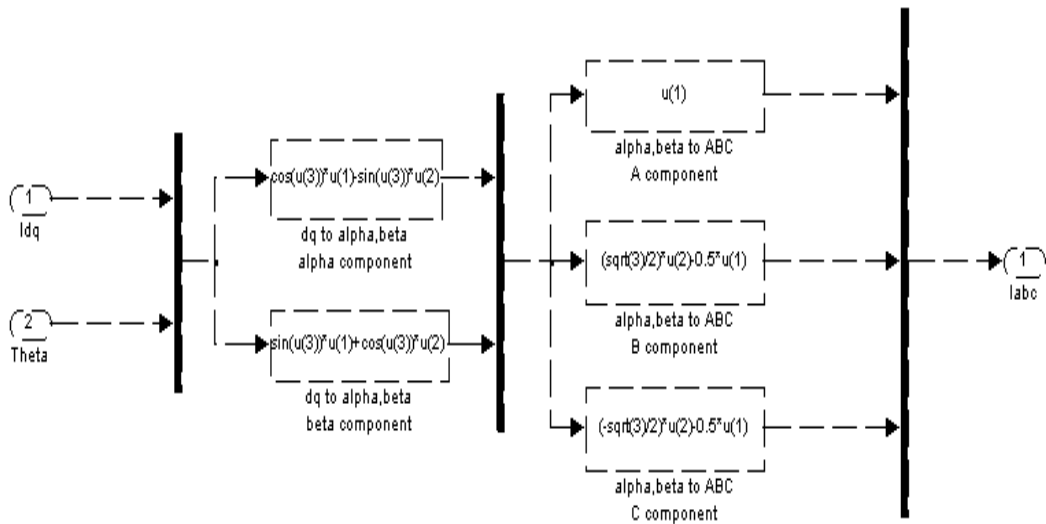 1
Idq
2
Theta
cos(u(3))*u(1)-sin(u(3))*u(2)
dq to alpha,beta
alpha component
sin(u(3))*u(1)+cos(u(3))*u(2)
dq to alpha,beta
beta component
u(1)
alpha,beta to ABC
A component
(sqrt(3)/2)*u(2)-0.5*u(1)
alpha,beta to ABC
B component
(-sqrt(3)/2)*u(2)-0.5*u(1)
alpha,beta to ABC
C component
1
Iabc